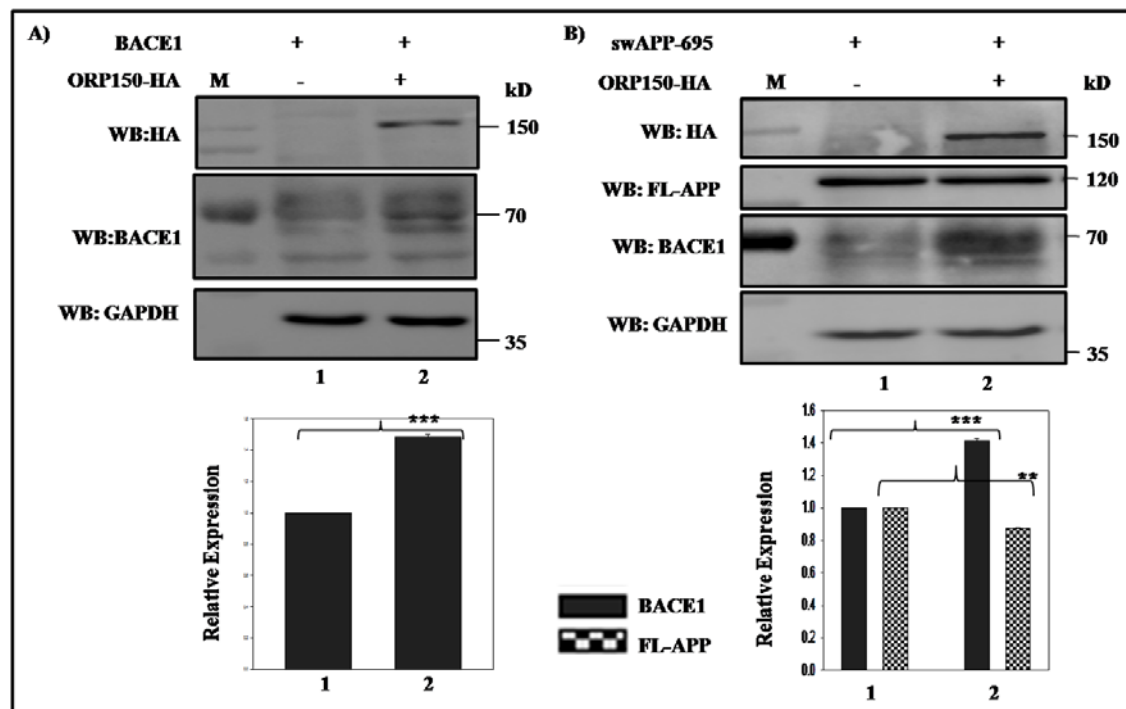 A)
BACE1 + +
ORP150-HA M - + kD
WB:HA 150
WB:BACE1 70
WB: GAPDH 35
1 2
***
Relative Expression
1 2
B)
swAPP-695 + +
ORP150-HA M - + kD
WB: HA 150
WB: FL-APP 120
WB: BACE1 70
WB: GAPDH 35
1 2
1.6
1.4
1.2
1.0
0.8
0.6
0.4
0.2
0.0
***
**
Relative Expression
1 2
BACE1
FL-APP